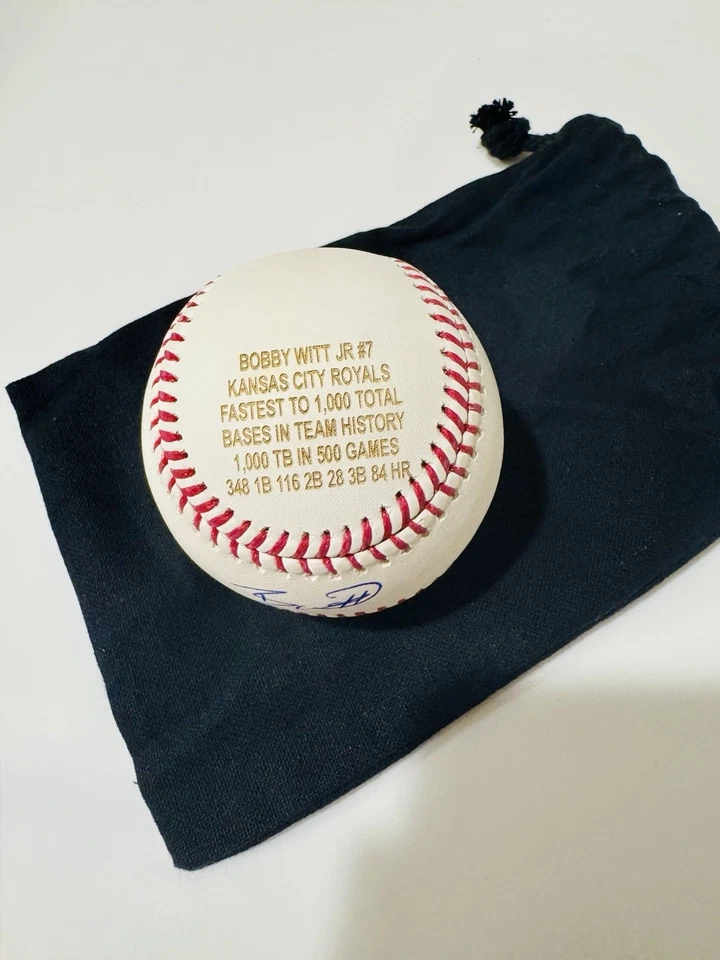 BOBBY WITT JR #7
KANSAS CITY ROYALS
FASTEST TO 1,000 TOTAL
BASES IN TEAM HISTORY
1,000 TB IN 500 GAMES
348 1B 116 2B 28 3B 84 HR